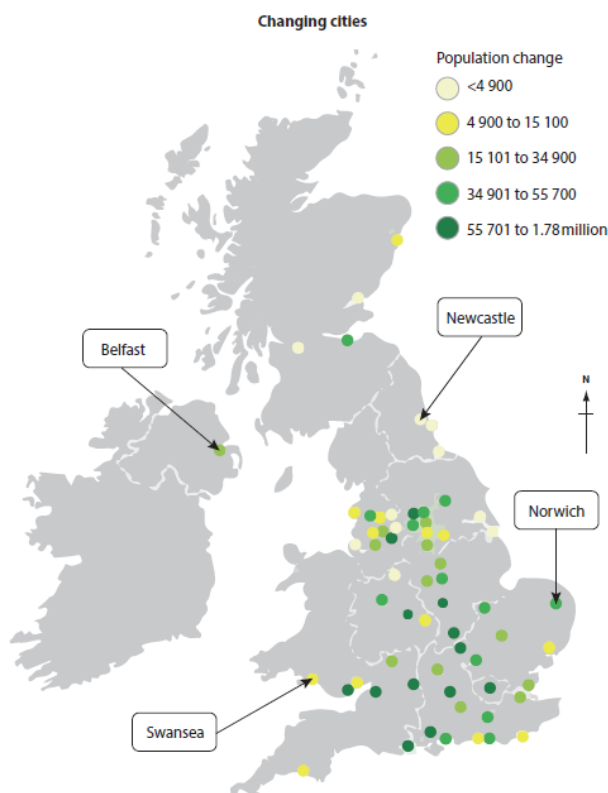 Changing cities
Population change
<4 900
4 900 to 15 100
15 101 to 34 900
34 901 to 55 700
55 701 to 1.78 million
Newcastle
Belfast
N
Norwich
Swansea